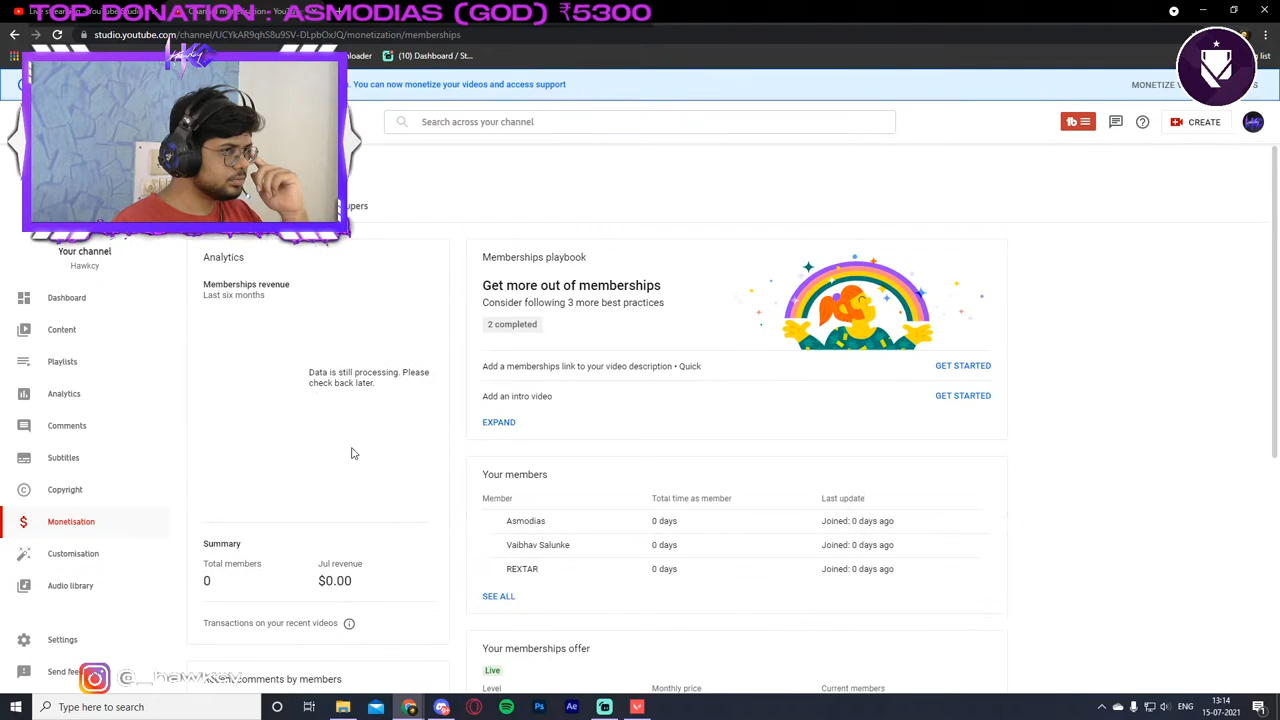 TOP DONATION : ASMODIAS (GOD) ₹5300
studio.youtube.com/channel/UCYkAR9qhS8u9SV-DLpbOxJQ/monetization/memberships
(10) Dashboard / St...
You can now monetize your videos and access support
Search across your channel
CREATE
Your channel
Hawkcy
Dashboard
Content
Playlists
Analytics
Comments
Subtitles
Copyright
Monetisation
Customisation
Audio library
Settings
Analytics
Memberships revenue
Last six months
Data is still processing. Please
check back later.
Summary
Total members
Jul revenue
0
$0.00
Transactions on your recent videos
comments by members
Memberships playbook
Get more out of memberships
Consider following 3 more best practices
2 completed
Add a memberships link to your video description • Quick
GET STARTED
Add an intro video
GET STARTED
EXPAND
Your members
Member
Total time as member
Last update
Asmodias
0 days
Joined: 0 days ago
Vaibhav Salunke
0 days
Joined: 0 days ago
REXTAR
0 days
Joined: 0 days ago
SEE ALL
Your memberships offer
Live
Level
Monthly price
Current members
Type here to search
ENG
13:14
15-07-2021